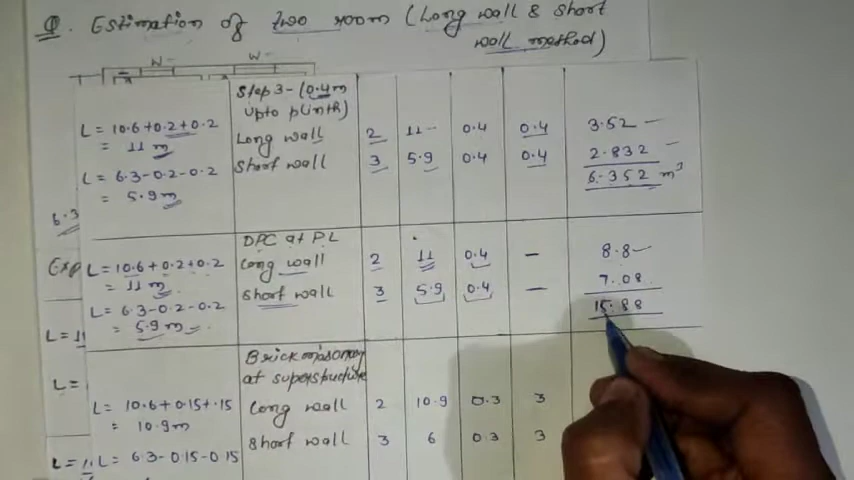 Q. Estimation of two room (Long wall & short
wall method)
W- W-
L = 10.6+0.2+0.2
= 11 m
L = 6.3-0.2-0.2
= 5.9m
Step 3 - (0.4m
upto plinth)
Long wall 2 11 0.4 0.4 3.52
Short wall 3 5.9 0.4 0.4 2.832
6.352 m³
6.3
L = 10.6+0.2+0.2
= 11 m
L = 6.3-0.2-0.2
= 5.9m
DPC at PL
Long wall 2 11 0.4 - 8.8
Short wall 3 5.9 0.4 - 7.08
15.88
L =
L =
L =
Brick masonry
at superstructure
L = 10.6+0.15+.15
= 10.9m
Long wall 2 10.9 0.3 3
L = 6.3-0.15-0.15
Short wall 3 6 0.3 3